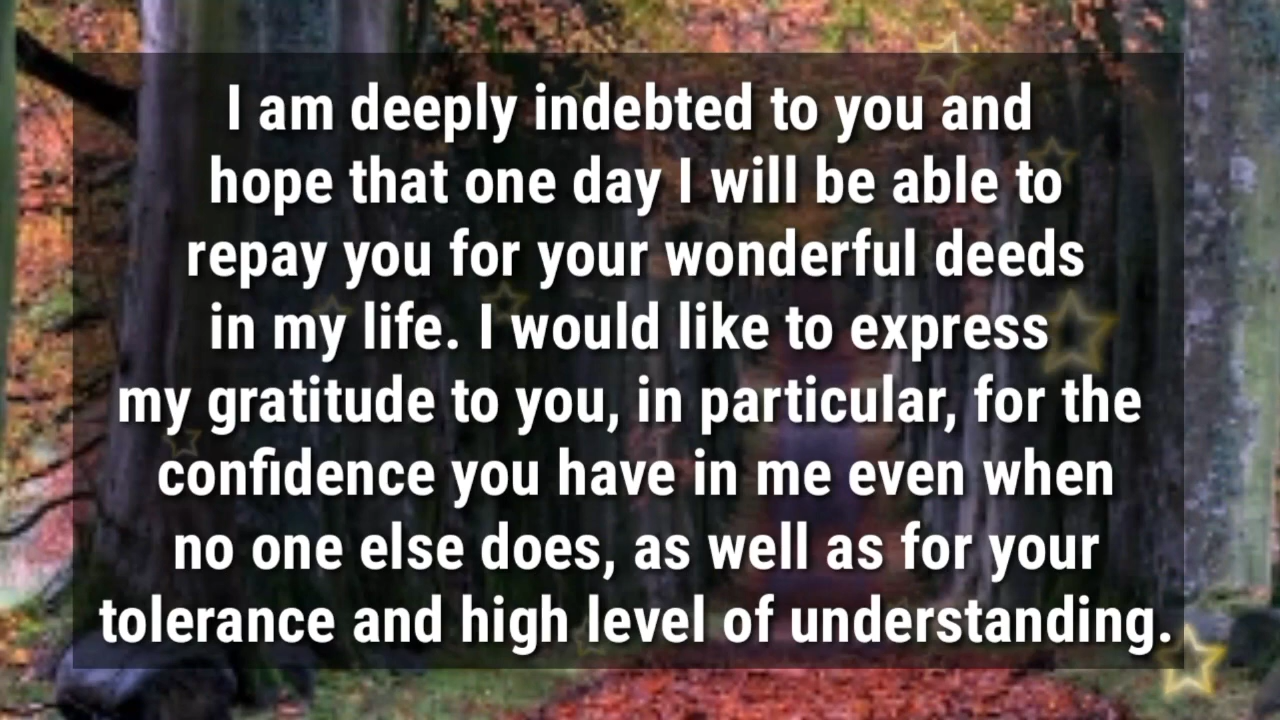 I am deeply indebted to you and
hope that one day I will be able to
repay you for your wonderful deeds
in my life. I would like to express
my gratitude to you, in particular, for the
confidence you have in me even when
no one else does, as well as for your
tolerance and high level of understanding.